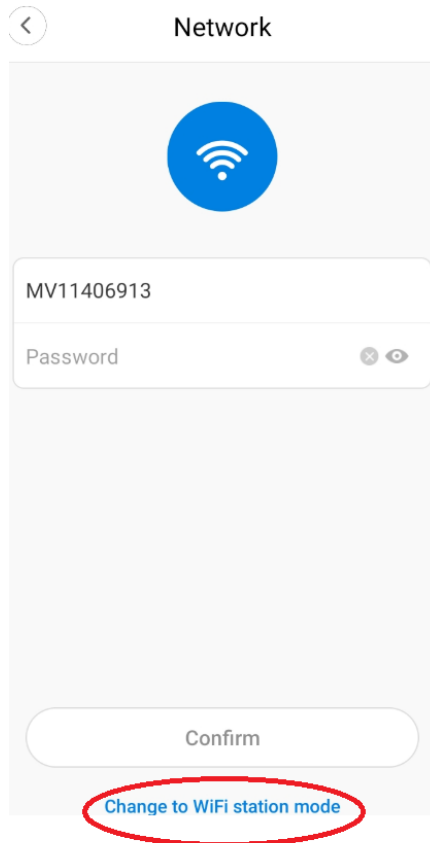 Network
MV11406913
Password
Confirm
Change to WiFi station mode